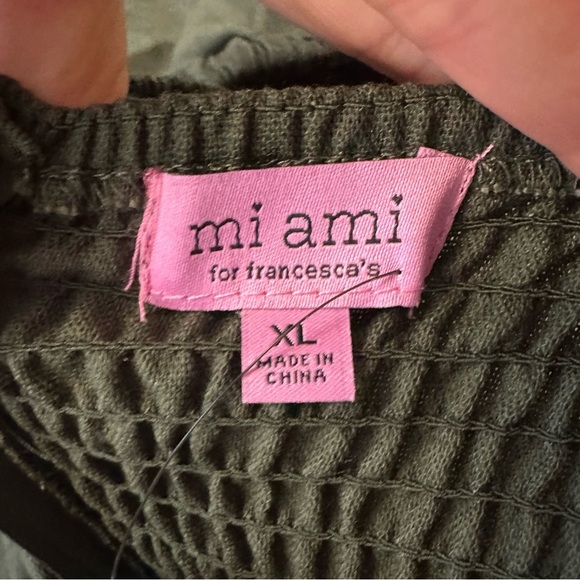 mi ami
for francesca's
XL
MADE IN
CHINA